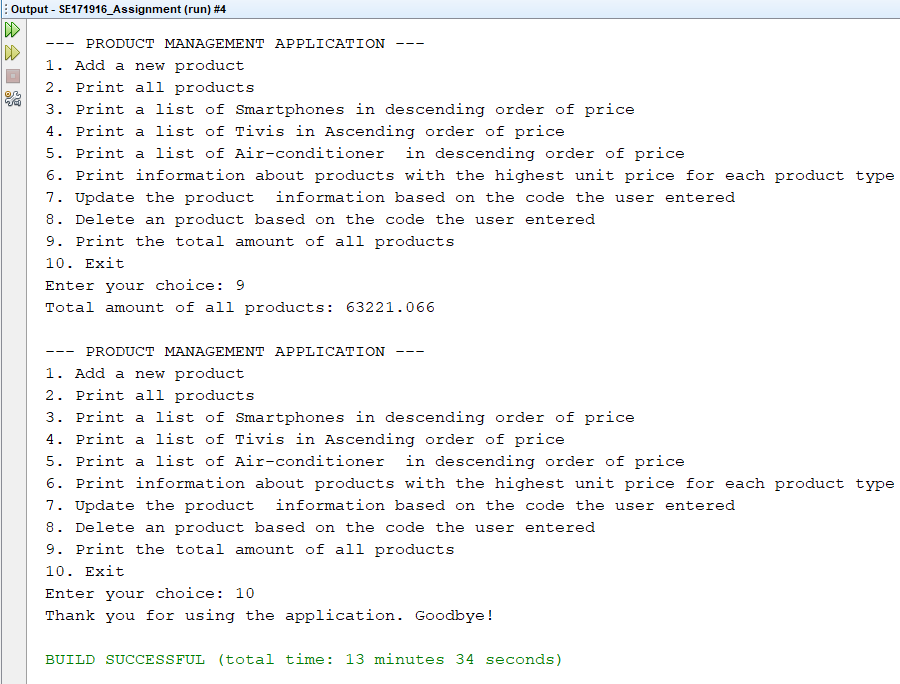 Output - SE171916_Assignment (run) #4
--- PRODUCT MANAGEMENT APPLICATION ---
1. Add a new product
2. Print all products
3. Print a list of Smartphones in descending order of price
4. Print a list of Tivis in Ascending order of price
5. Print a list of Air-conditioner  in descending order of price
6. Print information about products with the highest unit price for each product type
7. Update the product  information based on the code the user entered
8. Delete an product based on the code the user entered
9. Print the total amount of all products
10. Exit
Enter your choice: 9
Total amount of all products: 63221.066
--- PRODUCT MANAGEMENT APPLICATION ---
1. Add a new product
2. Print all products
3. Print a list of Smartphones in descending order of price
4. Print a list of Tivis in Ascending order of price
5. Print a list of Air-conditioner  in descending order of price
6. Print information about products with the highest unit price for each product type
7. Update the product  information based on the code the user entered
8. Delete an product based on the code the user entered
9. Print the total amount of all products
10. Exit
Enter your choice: 10
Thank you for using the application. Goodbye!
BUILD SUCCESSFUL (total time: 13 minutes 34 seconds)